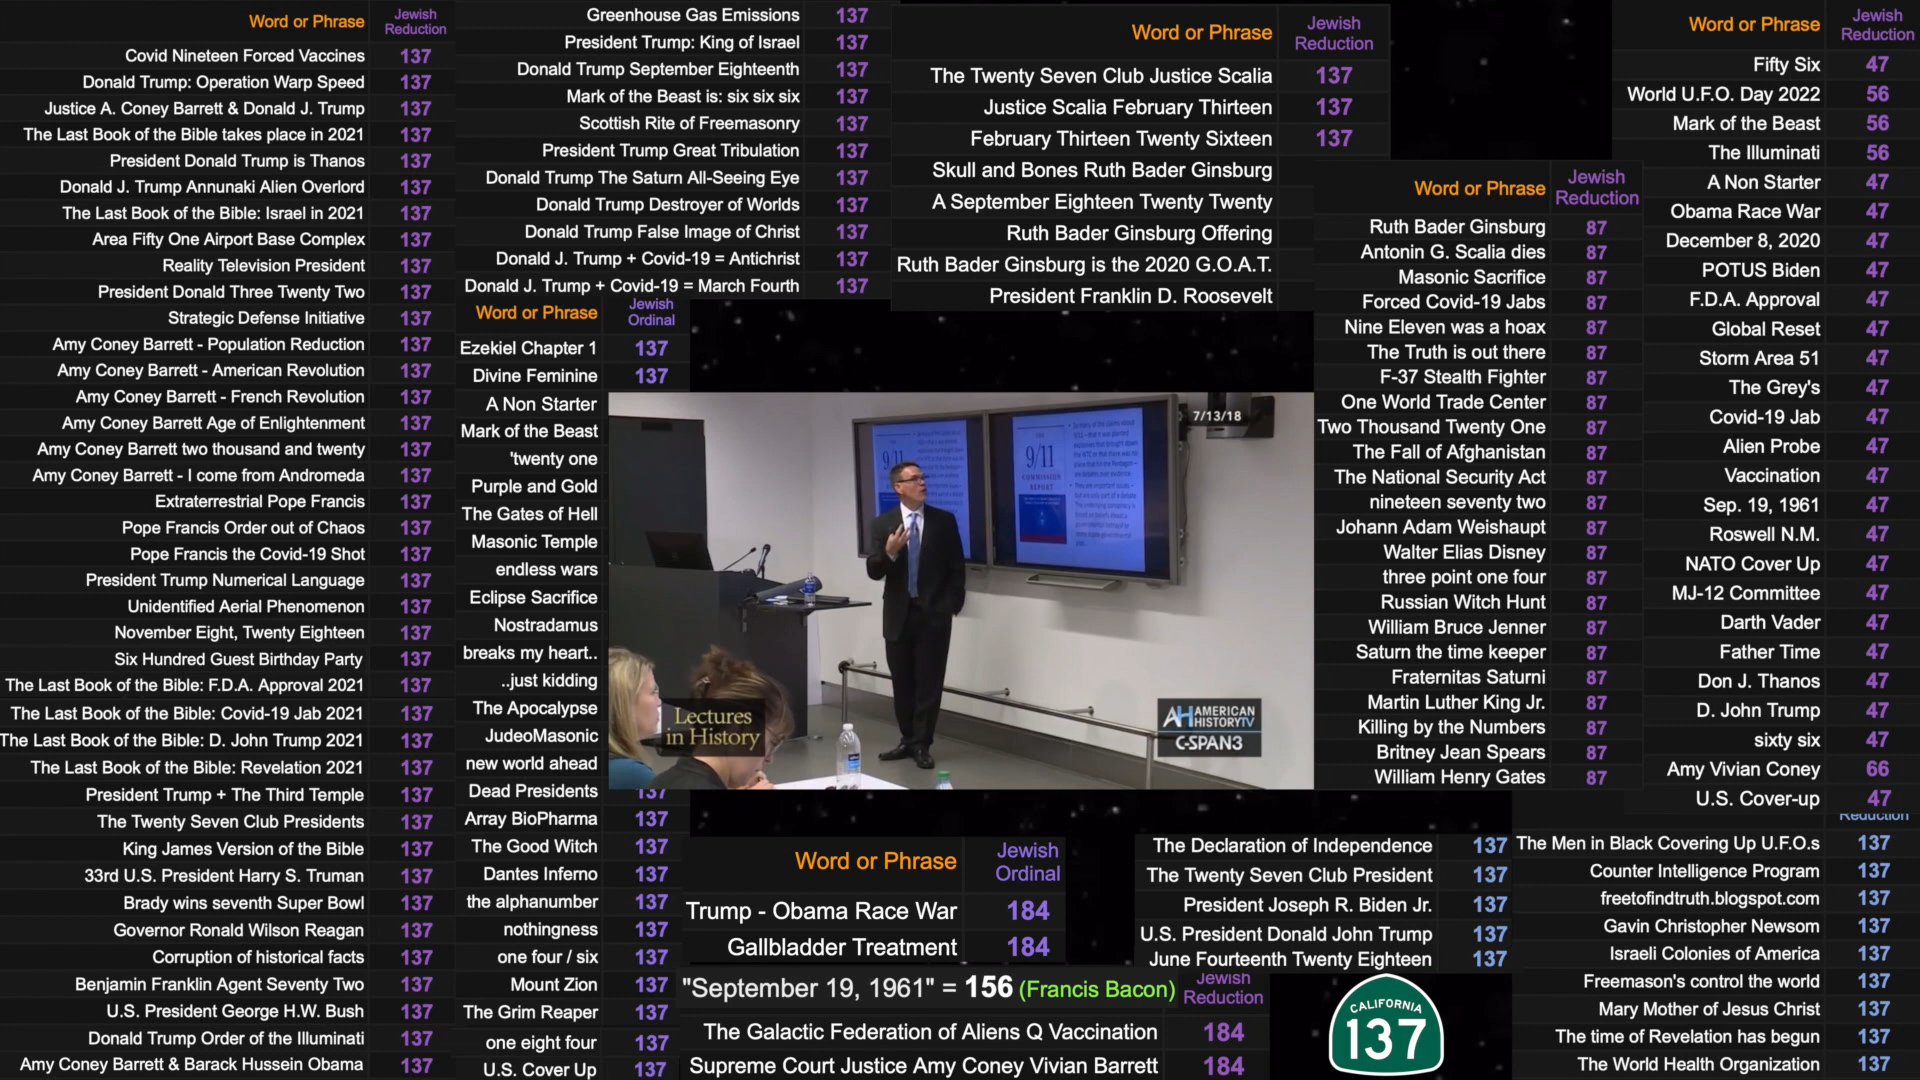 Word or Phrase Jewish Reduction
Covid Nineteen Forced Vaccines 137
Donald Trump: Operation Warp Speed 137
Justice A. Coney Barrett & Donald J. Trump 137
The Last Book of the Bible takes place in 2021 137
President Donald Trump is Thanos 137
Donald J. Trump Annunaki Alien Overlord 137
The Last Book of the Bible: Israel in 2021 137
Area Fifty One Airport Base Complex 137
Reality Television President 137
President Donald Three Twenty Two 137
Strategic Defense Initiative 137
Amy Coney Barrett - Population Reduction 137
Amy Coney Barrett - American Revolution 137
Amy Coney Barrett - French Revolution 137
Amy Coney Barrett Age of Enlightenment 137
Amy Coney Barrett two thousand and twenty 137
Amy Coney Barrett - I come from Andromeda 137
Extraterrestrial Pope Francis 137
Pope Francis Order out of Chaos 137
Pope Francis the Covid-19 Shot 137
President Trump Numerical Language 137
Unidentified Aerial Phenomenon 137
November Eight, Twenty Eighteen 137
Six Hundred Guest Birthday Party 137
The Last Book of the Bible: F.D.A. Approval 2021 137
The Last Book of the Bible: Covid-19 Jab 2021 137
The Last Book of the Bible: D. John Trump 2021 137
The Last Book of the Bible: Revelation 2021 137
President Trump + The Third Temple 137
The Twenty Seven Club Presidents 137
King James Version of the Bible 137
33rd U.S. President Harry S. Truman 137
Brady wins seventh Super Bowl 137
Governor Ronald Wilson Reagan 137
Corruption of historical facts 137
Benjamin Franklin Agent Seventy Two 137
U.S. President George H.W. Bush 137
Donald Trump Order of the Illuminati 137
Amy Coney Barrett & Barack Hussein Obama 137
Greenhouse Gas Emissions 137
President Trump: King of Israel 137
Donald Trump September Eighteenth 137
Mark of the Beast is: six six six 137
Scottish Rite of Freemasonry 137
President Trump Great Tribulation 137
Donald Trump The Saturn All-Seeing Eye 137
Donald Trump Destroyer of Worlds 137
Donald Trump False Image of Christ 137
Donald J. Trump + Covid-19 = Antichrist 137
Donald J. Trump + Covid-19 = March Fourth 137
Word or Phrase Jewish Ordinal
Ezekiel Chapter 1 137
Divine Feminine 137
A Non Starter
Mark of the Beast
'twenty one
Purple and Gold
The Gates of Hell
Masonic Temple
endless wars
Eclipse Sacrifice
Nostradamus
breaks my heart..
..just kidding
The Apocalypse
JudeoMasonic
new world ahead
Dead Presidents 137
Array BioPharma 137
The Good Witch 137
Dantes Inferno 137
the alphanumber 137
nothingness 137
one four / six 137
Mount Zion 137
The Grim Reaper 137
one eight four 137
U.S. Cover Up 137
Word or Phrase Jewish Reduction
The Twenty Seven Club Justice Scalia 137
Justice Scalia February Thirteen 137
February Thirteen Twenty Sixteen 137
Skull and Bones Ruth Bader Ginsburg
A September Eighteen Twenty Twenty
Ruth Bader Ginsburg Offering
Ruth Bader Ginsburg is the 2020 G.O.A.T.
President Franklin D. Roosevelt
7/13/18
9/11
9/11
COMMISSION
REPORT
Lectures
in History
AH AMERICAN
HISTORYTV
C-SPAN3
Word or Phrase Jewish Ordinal
Trump - Obama Race War 184
Gallbladder Treatment 184
"September 19, 1961" = 156 (Francis Bacon) Jewish Reduction
The Galactic Federation of Aliens Q Vaccination 184
Supreme Court Justice Amy Coney Vivian Barrett 184
The Declaration of Independence 137
The Twenty Seven Club President 137
President Joseph R. Biden Jr. 137
U.S. President Donald John Trump 137
June Fourteenth Twenty Eighteen 137
CALIFORNIA
137
Word or Phrase Jewish Reduction
Ruth Bader Ginsburg 87
Antonin G. Scalia dies 87
Masonic Sacrifice 87
Forced Covid-19 Jabs 87
Nine Eleven was a hoax 87
The Truth is out there 87
F-37 Stealth Fighter 87
One World Trade Center 87
Two Thousand Twenty One 87
The Fall of Afghanistan 87
The National Security Act 87
nineteen seventy two 87
Johann Adam Weishaupt 87
Walter Elias Disney 87
three point one four 87
Russian Witch Hunt 87
William Bruce Jenner 87
Saturn the time keeper 87
Fraternitas Saturni 87
Martin Luther King Jr. 87
Killing by the Numbers 87
Britney Jean Spears 87
William Henry Gates 87
Word or Phrase Jewish Reduction
Fifty Six 47
World U.F.O. Day 2022 56
Mark of the Beast 56
The Illuminati 56
A Non Starter 47
Obama Race War 47
December 8, 2020 47
POTUS Biden 47
F.D.A. Approval 47
Global Reset 47
Storm Area 51 47
The Grey's 47
Covid-19 Jab 47
Alien Probe 47
Vaccination 47
Sep. 19, 1961 47
Roswell N.M. 47
NATO Cover Up 47
MJ-12 Committee 47
Darth Vader 47
Father Time 47
Don J. Thanos 47
D. John Trump 47
sixty six 47
Amy Vivian Coney 66
U.S. Cover-up 47
Reduction
The Men in Black Covering Up U.F.O.s 137
Counter Intelligence Program 137
freetofindtruth.blogspot.com 137
Gavin Christopher Newsom 137
Israeli Colonies of America 137
Freemason's control the world 137
Mary Mother of Jesus Christ 137
The time of Revelation has begun 137
The World Health Organization 137